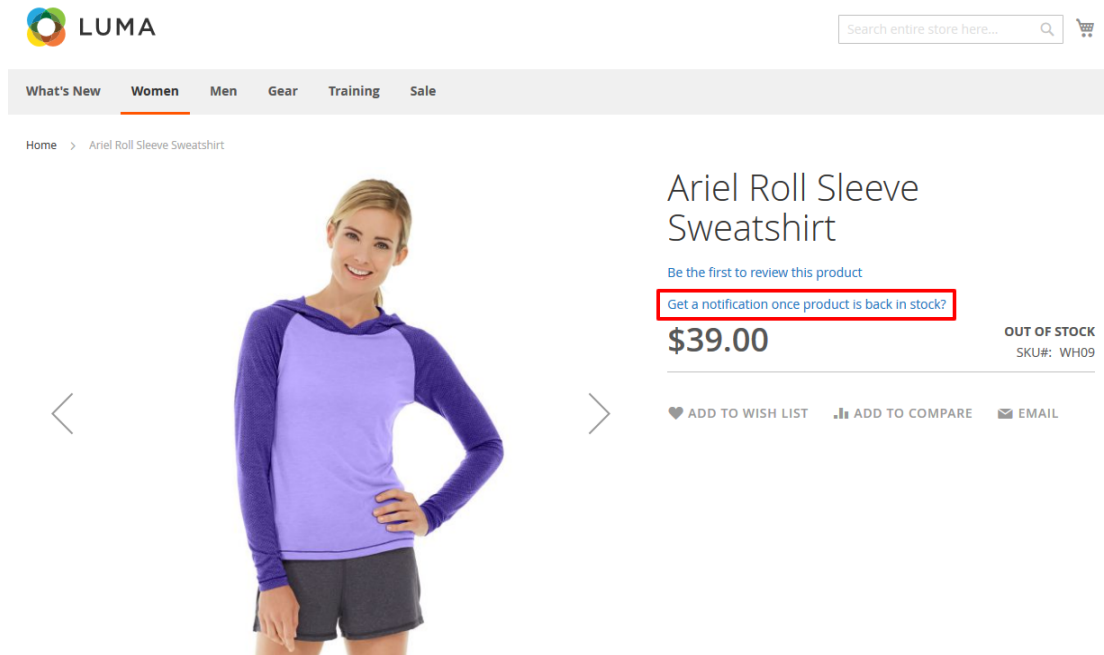 LUMA
Search entire store here...
What's New Women Men Gear Training Sale
Home > Ariel Roll Sleeve Sweatshirt
Ariel Roll Sleeve
Sweatshirt
Be the first to review this product
Get a notification once product is back in stock?
$39.00
OUT OF STOCK
SKU#: WH09
ADD TO WISH LIST ADD TO COMPARE EMAIL